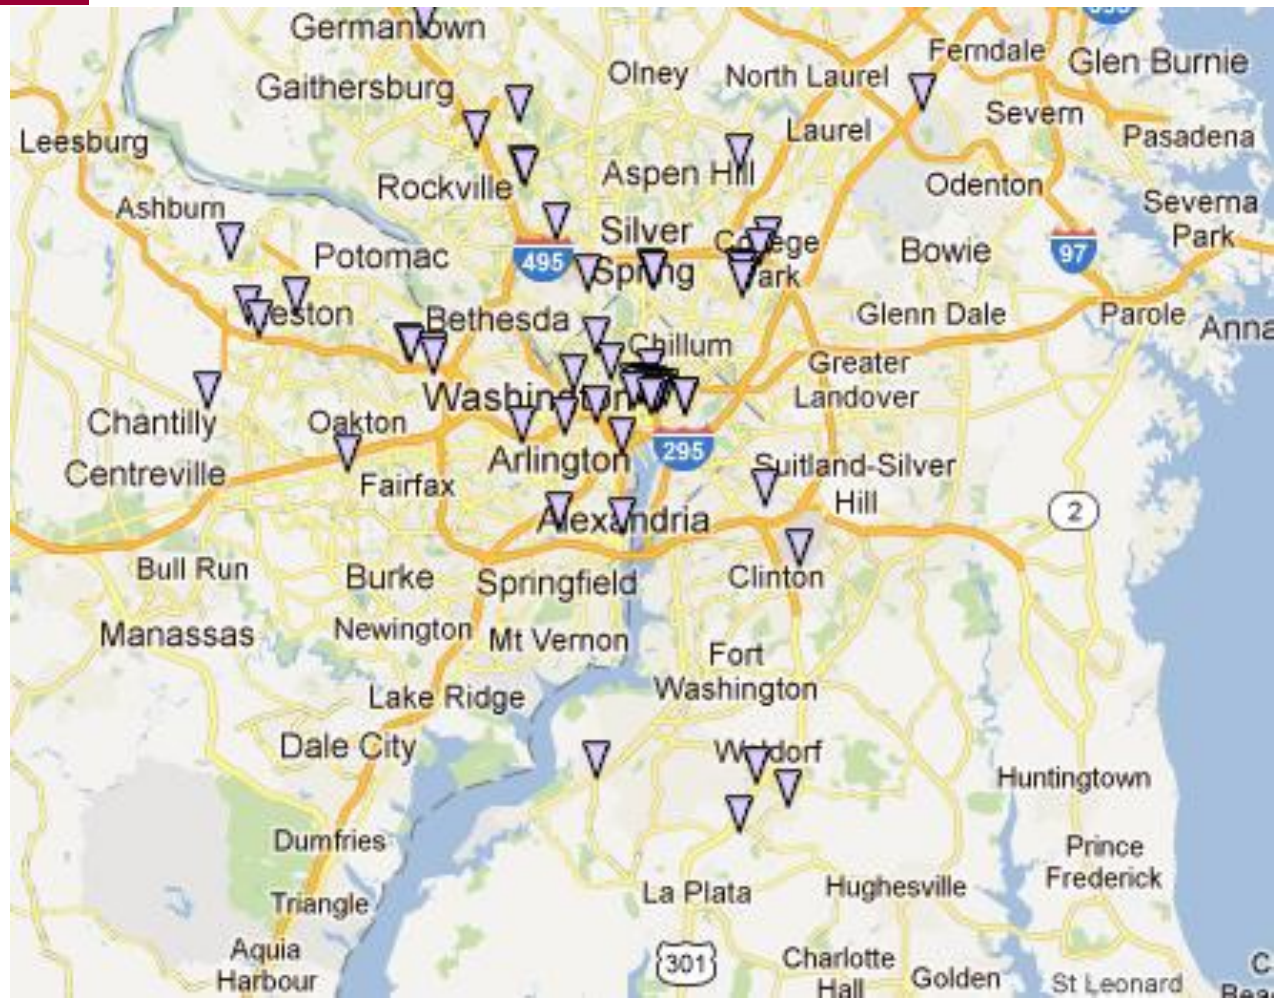 Germantown
Ferndale
Glen Burnie
Olney
North Laurel
Gaithersburg
Severn
Leesburg
Laurel
Pasadena
Rockville
Aspen Hill
Odenton
Ashburn
Severna
Park
Silver
Spring
College
Park
Potomac
495
Bowie
97
Reston
Bethesda
Glenn Dale
Parole
Anna
Chillum
Greater
Landover
Washington
Chantilly
Oakton
295
Arlington
Centreville
Fairfax
Suitland-Silver
Hill
2
Alexandria
Bull Run
Burke
Springfield
Clinton
Manassas
Newington
Mt Vernon
Fort
Washington
Lake Ridge
Dale City
Waldorf
Huntingtown
Dumfries
Prince
Frederick
La Plata
Hughesville
Triangle
Aquia
Harbour
301
Charlotte
Hall
Golden
St Leonard
C